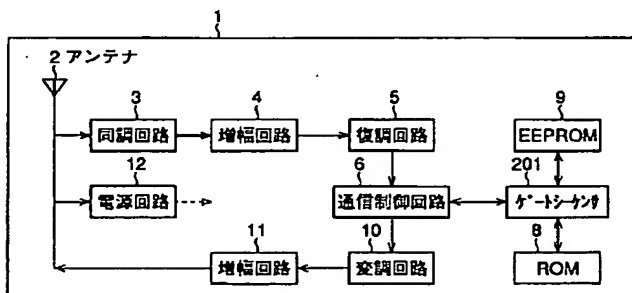 1
2 アンテナ
3
4
5
9
同調回路
増幅回路
復調回路
EEPROM
12
6
201
電源回路
通信制御回路
ゲートシーケンサ
11
10
8
増幅回路
変調回路
ROM